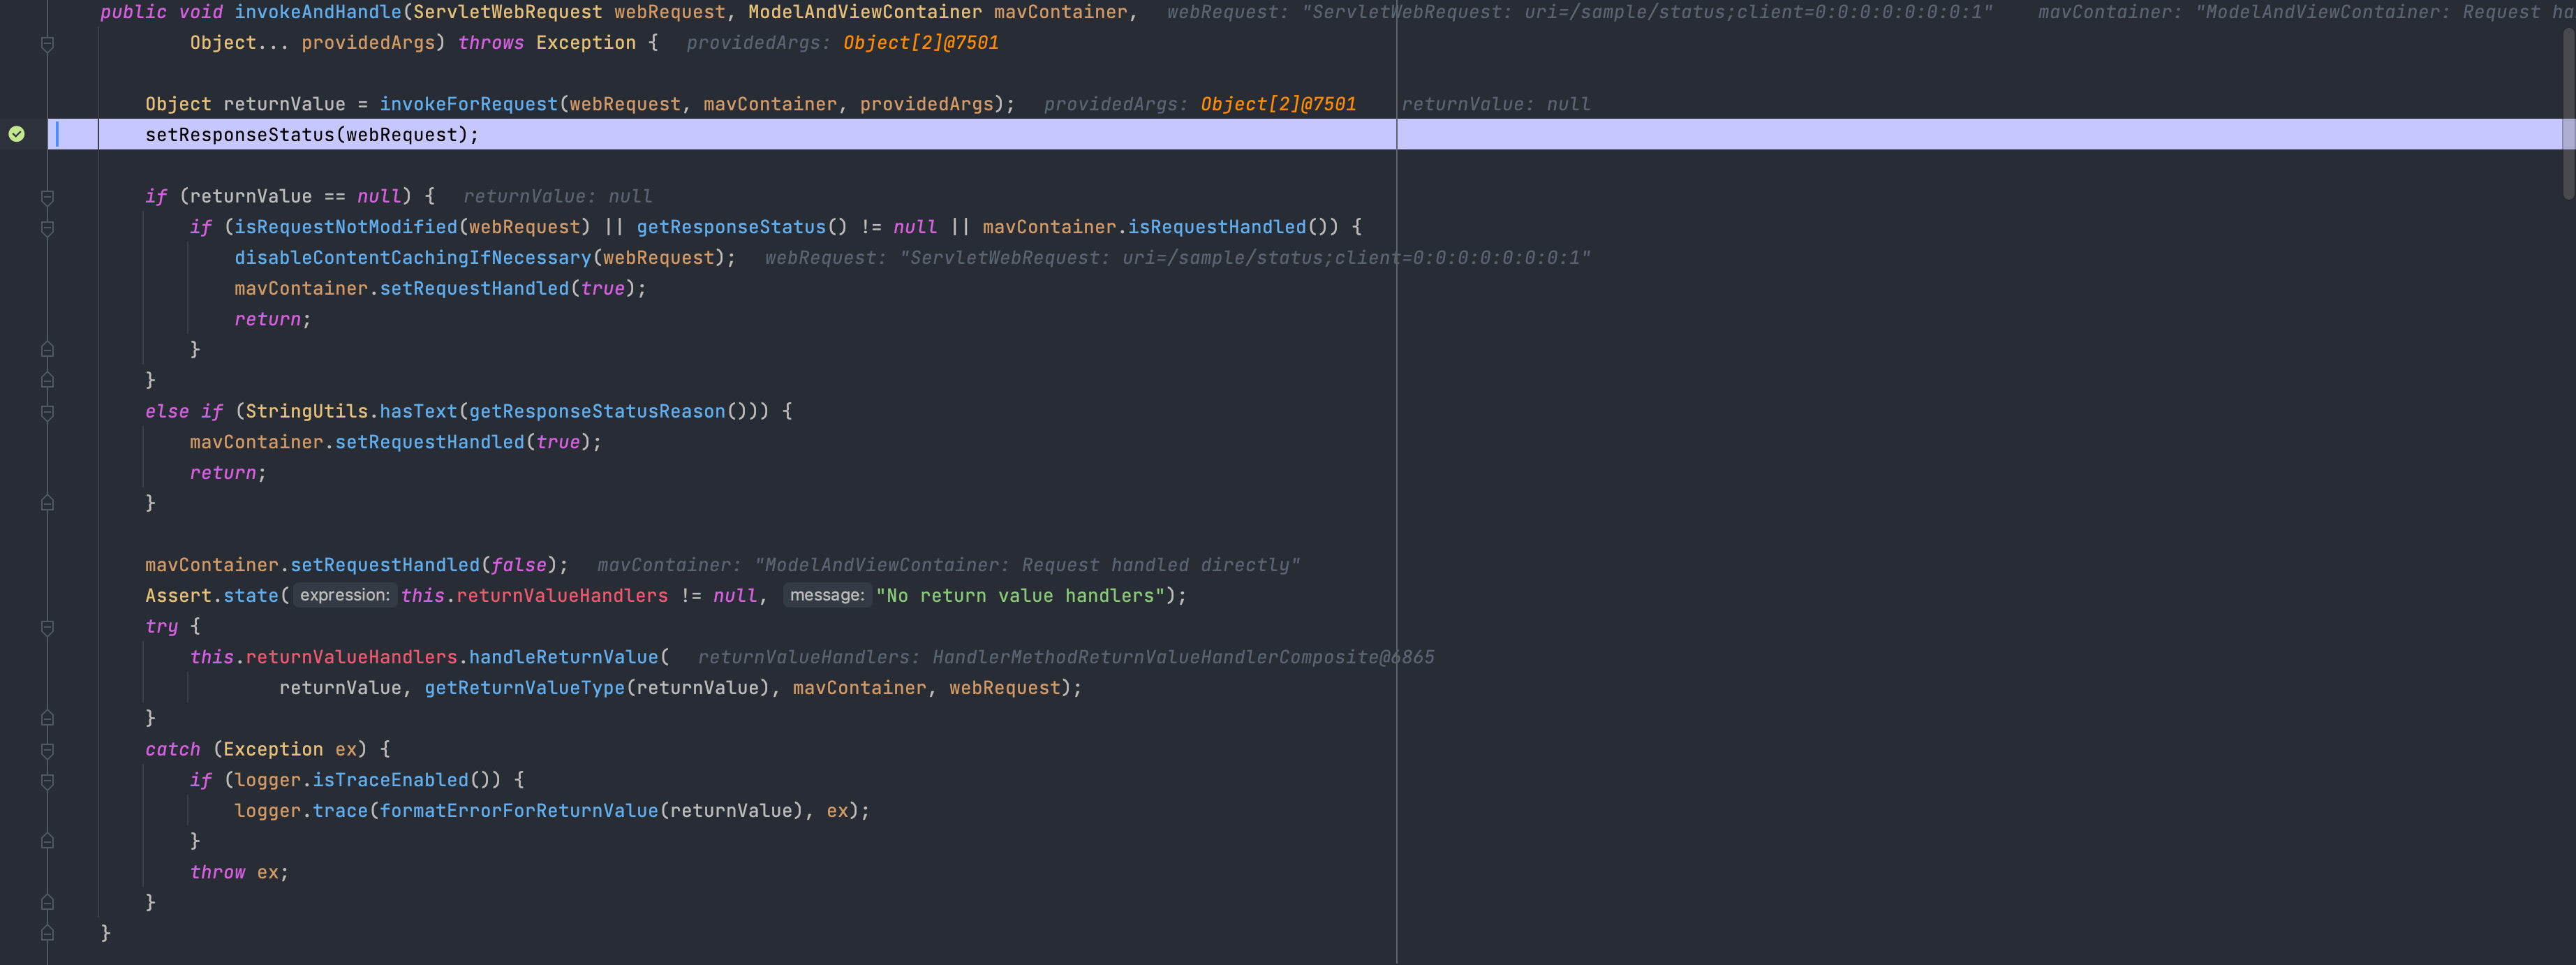 public void invokeAndHandle(ServletWebRequest webRequest, ModelAndViewContainer mavContainer,   webRequest: "ServletWebRequest: uri=/sample/status;client=0:0:0:0:0:0:0:1"    mavContainer: "ModelAndViewContainer: Request ha
        Object... providedArgs) throws Exception {   providedArgs: Object[2]@7501

    Object returnValue = invokeForRequest(webRequest, mavContainer, providedArgs);   providedArgs: Object[2]@7501    returnValue: null
    setResponseStatus(webRequest);

    if (returnValue == null) {   returnValue: null
        if (isRequestNotModified(webRequest) || getResponseStatus() != null || mavContainer.isRequestHandled()) {
            disableContentCachingIfNecessary(webRequest);   webRequest: "ServletWebRequest: uri=/sample/status;client=0:0:0:0:0:0:0:1"
            mavContainer.setRequestHandled(true);
            return;
        }
    }
    else if (StringUtils.hasText(getResponseStatusReason())) {
        mavContainer.setRequestHandled(true);
        return;
    }

    mavContainer.setRequestHandled(false);   mavContainer: "ModelAndViewContainer: Request handled directly"
    Assert.state( expression: this.returnValueHandlers != null,  message: "No return value handlers");
    try {
        this.returnValueHandlers.handleReturnValue(   returnValueHandlers: HandlerMethodReturnValueHandlerComposite@6865
                returnValue, getReturnValueType(returnValue), mavContainer, webRequest);
    }
    catch (Exception ex) {
        if (logger.isTraceEnabled()) {
            logger.trace(formatErrorForReturnValue(returnValue), ex);
        }
        throw ex;
    }
}